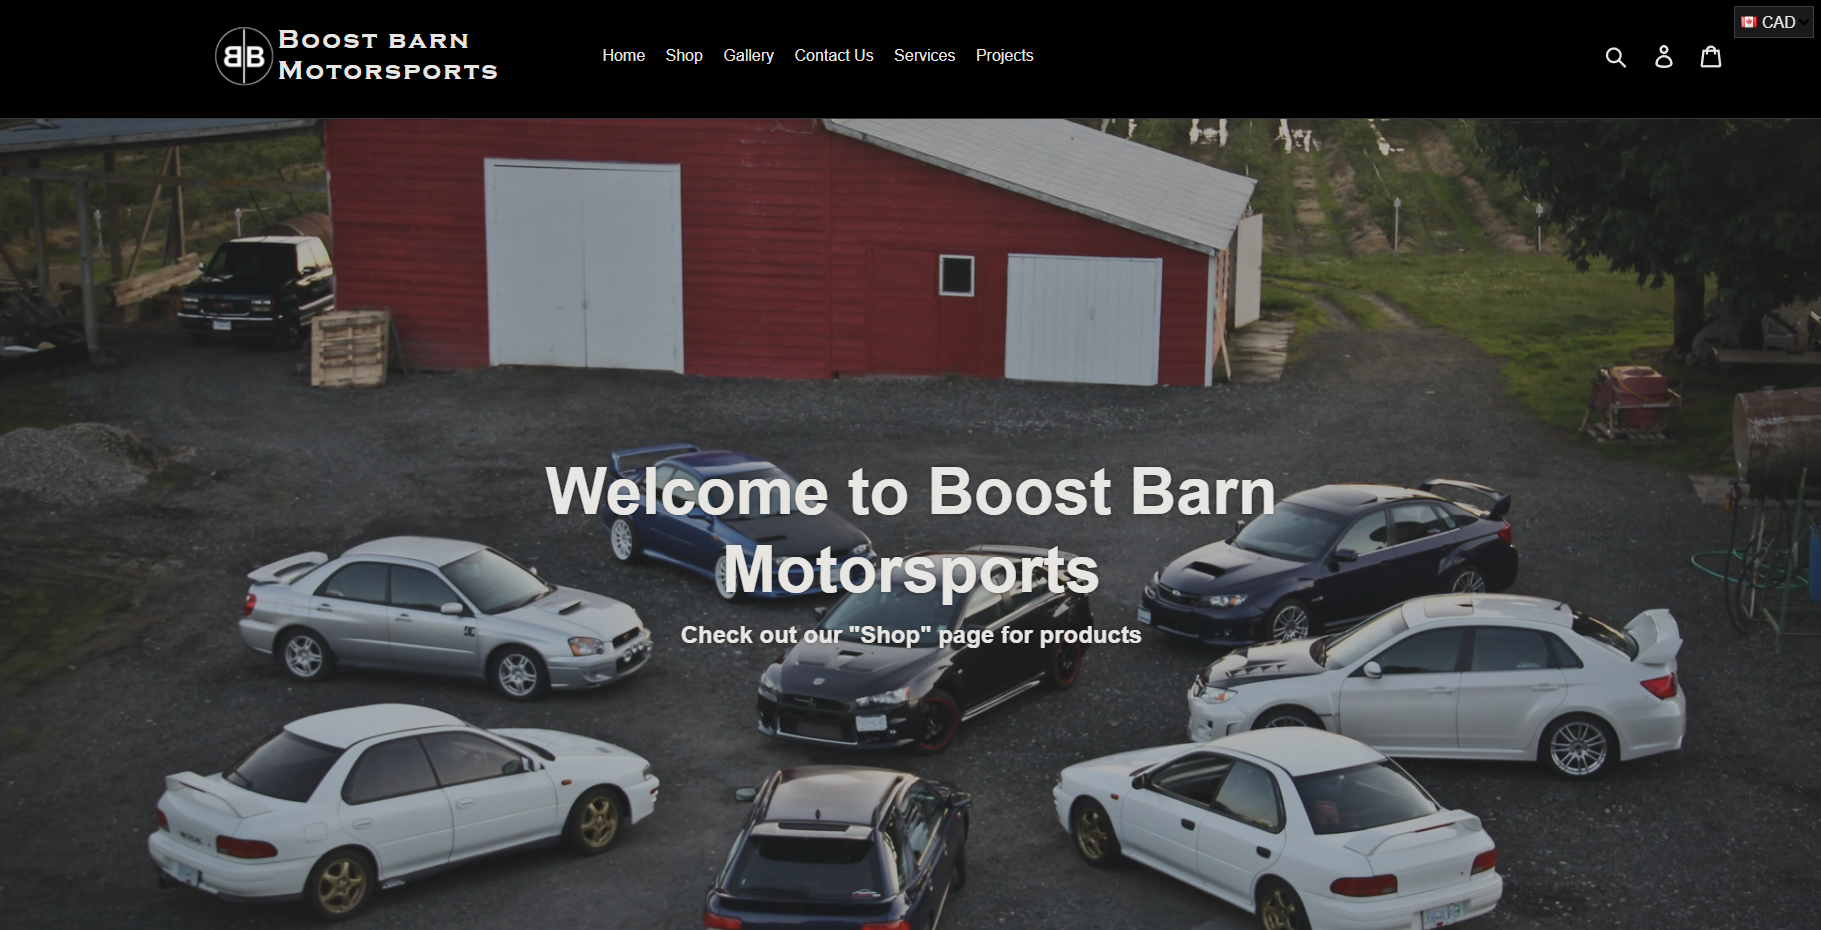 BB
BOOST BARN
MOTORSPORTS
Home Shop Gallery Contact Us Services Projects
CAD
Welcome to Boost Barn
Motorsports
Check out our "Shop" page for products